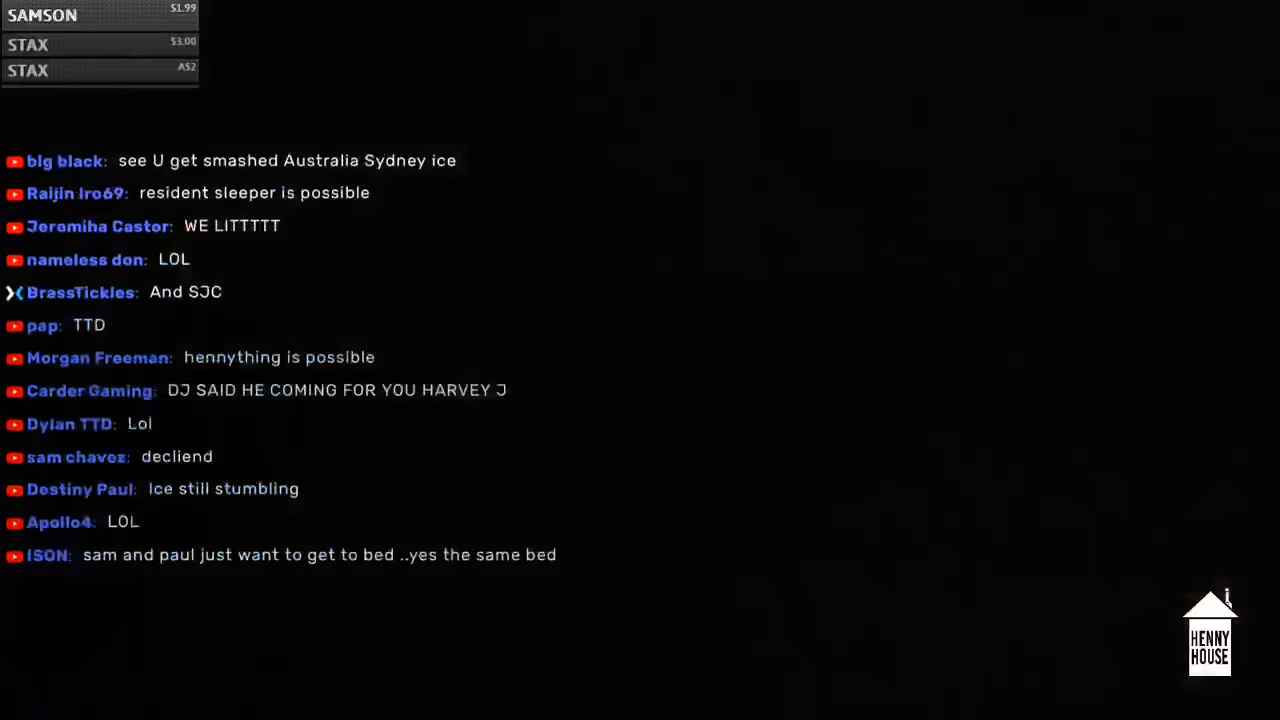 SAMSON $1.99
STAX $3.00
STAX A$2
big black: see U get smashed Australia Sydney ice
Raijin Iro69: resident sleeper is possible
Jeremiha Castor: WE LITTTTT
nameless don: LOL
BrassTickles: And SJC
pap: TTD
Morgan Freeman: hennything is possible
Carder Gaming: DJ SAID HE COMING FOR YOU HARVEY J
Dylan TTD: Lol
sam chavez: decliend
Destiny Paul: Ice still stumbling
Apollo4: LOL
ISON: sam and paul just want to get to bed ..yes the same bed
HENNY
HOUSE